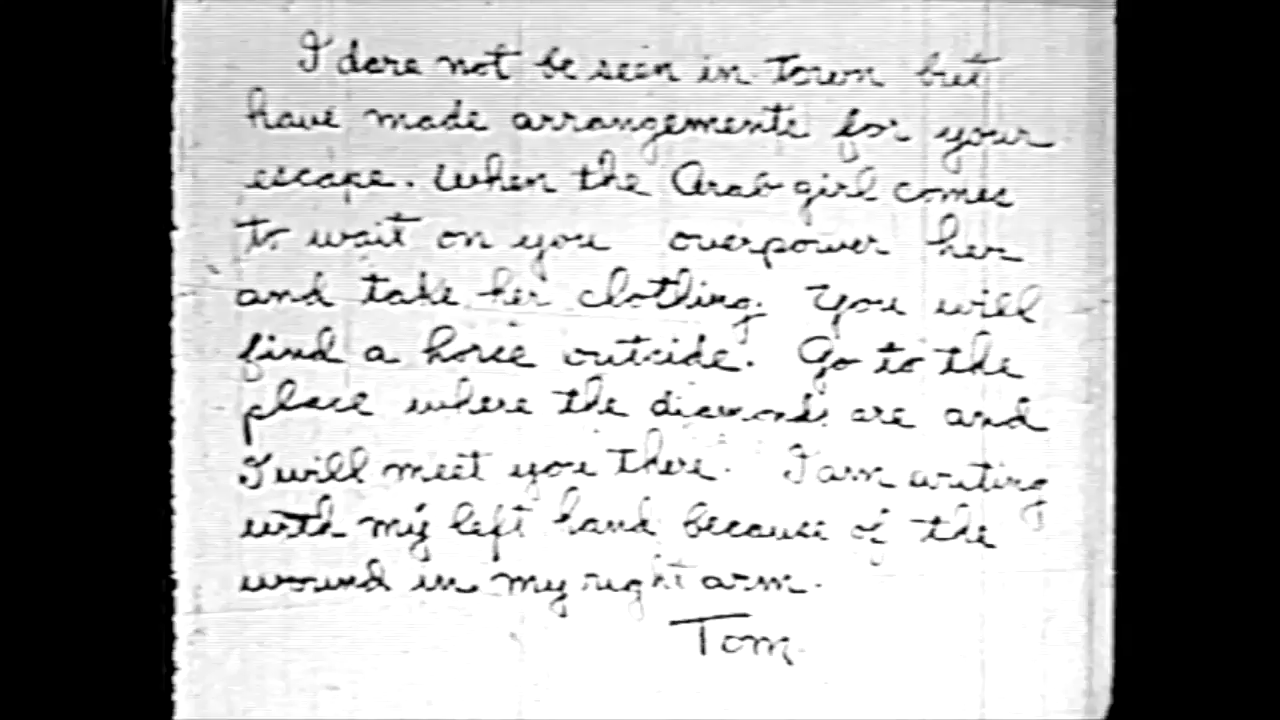 I dare not be seen in town but
have made arrangements for your
escape. When the Arab girl comes
to wait on you overpower her
and take her clothing. You will
find a horse outside. Go to the
place where the diamonds are and
I will meet you there. I am writing
with my left hand because of the
wound in my right arm.
Tom.